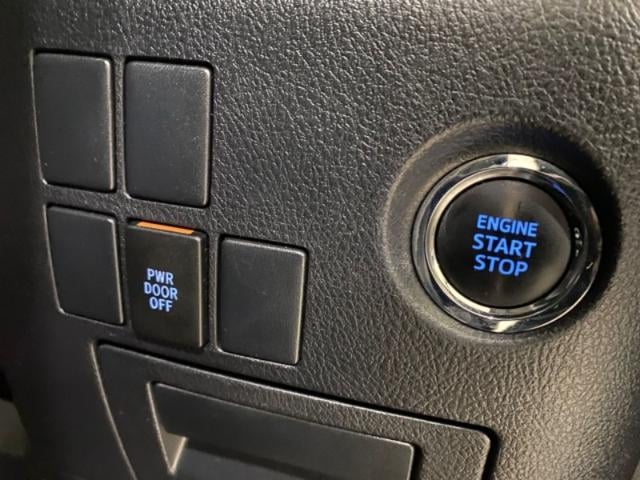 PWR
DOOR
OFF
ENGINE
START
STOP